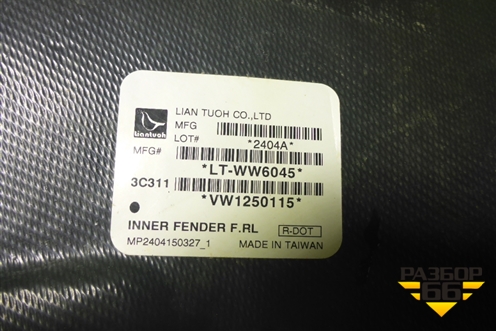 LIAN TUOH CO.,LTD
Liantuoh
MFG
LOT#
*2404A*
MFG#
*LT-WW6045*
3C311
*VW1250115*
INNER FENDER F.RL
R-DOT
MP2404150327_1
MADE IN TAIWAN
РАЗБОР
66